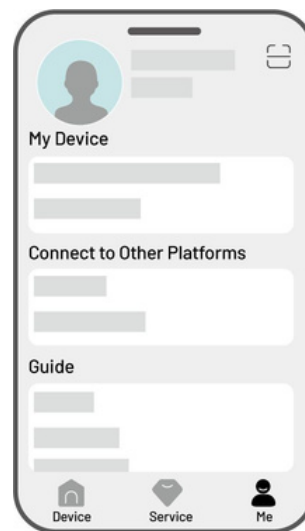 My Device
Connect to Other Platforms
Guide
Device
Service
Me